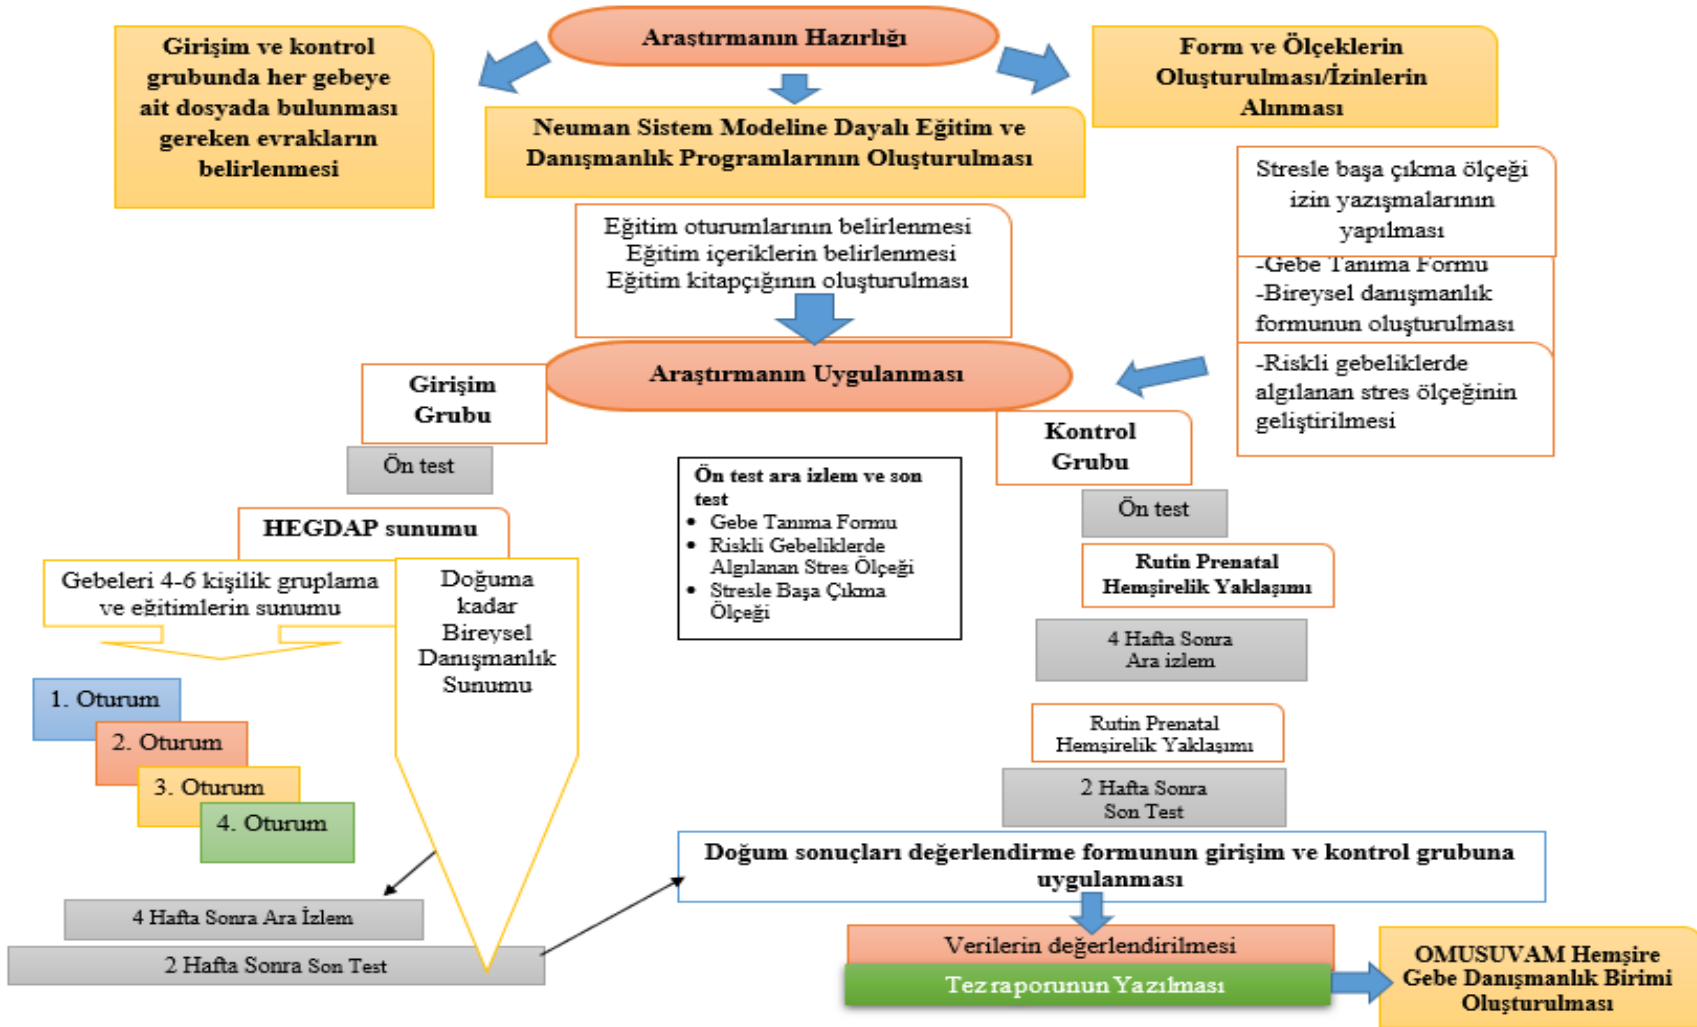 Araştırmanın Hazırlığı
Girişim ve kontrol
grubunda her gebeye
ait dosyada bulunması
gereken evrakların
belirlenmesi
Neuman Sistem Modeline Dayalı Eğitim ve
Danışmanlık Programlarının Oluşturulması
Form ve Ölçeklerin
Oluşturulması/İzinlerin
Alınması
Eğitim oturumlarının belirlenmesi
Eğitim içeriklerin belirlenmesi
Eğitim kitapçığının oluşturulması
Stresle başa çıkma ölçeği
izin yazışmalarının
yapılması
-Gebe Tanıma Formu
-Bireysel danışmanlık
formunun oluşturulması
-Riskli gebeliklerde
algılanan stres ölçeğinin
geliştirilmesi
Araştırmanın Uygulanması
Girişim
Grubu
Ön test
HEGDAP sunumu
Gebeleri 4-6 kişilik gruplama
ve eğitimlerin sunumu
Doğuma
kadar
Bireysel
Danışmanlık
Sunumu
1. Oturum
2. Oturum
3. Oturum
4. Oturum
4 Hafta Sonra Ara İzlem
2 Hafta Sonra Son Test
Ön test ara izlem ve son
test
• Gebe Tanıma Formu
• Riskli Gebeliklerde
Algılanan Stres Ölçeği
• Stresle Başa Çıkma
Ölçeği
Kontrol
Grubu
Ön test
Rutin Prenatal
Hemşirelik Yaklaşımı
4 Hafta Sonra
Ara izlem
Rutin Prenatal
Hemşirelik Yaklaşımı
2 Hafta Sonra
Son Test
Doğum sonuçları değerlendirme formunun girişim ve kontrol grubuna
uygulanması
Verilerin değerlendirilmesi
Tez raporunun Yazılması
OMUSUVAM Hemşire
Gebe Danışmanlık Birimi
Oluşturulması